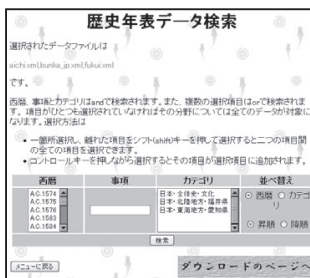 歴史年表データ検索
選択されたデータファイルは
aichi.xml,bunka_jp.xml,fukui.xml
です。
西暦、事項とカテゴリはandで検索されます。また、複数の選択項目はorで検索されま
す。項目がひとつも選択されていなければその分野については全てのデータが対象に
なります。選択方法は
・一箇所選択し、離れた項目をシフト(shift)キーを押して選択すると二つの項目間
の全ての項目を選択できます。
・コントロールキーを押しながら選択するとその項目が選択項目に追加されます。
西暦 事項 カテゴリ 並べ替え
A.C.1574
A.C.1575
A.C.1576
A.C.1583
A.C.1584
日本-全体史-文化
日本-北陸地方-福井県
日本-東海地方-愛知県
西暦 カテゴ
リ
昇順 降順
検索
メニューに戻る
ダウンロードのページへ